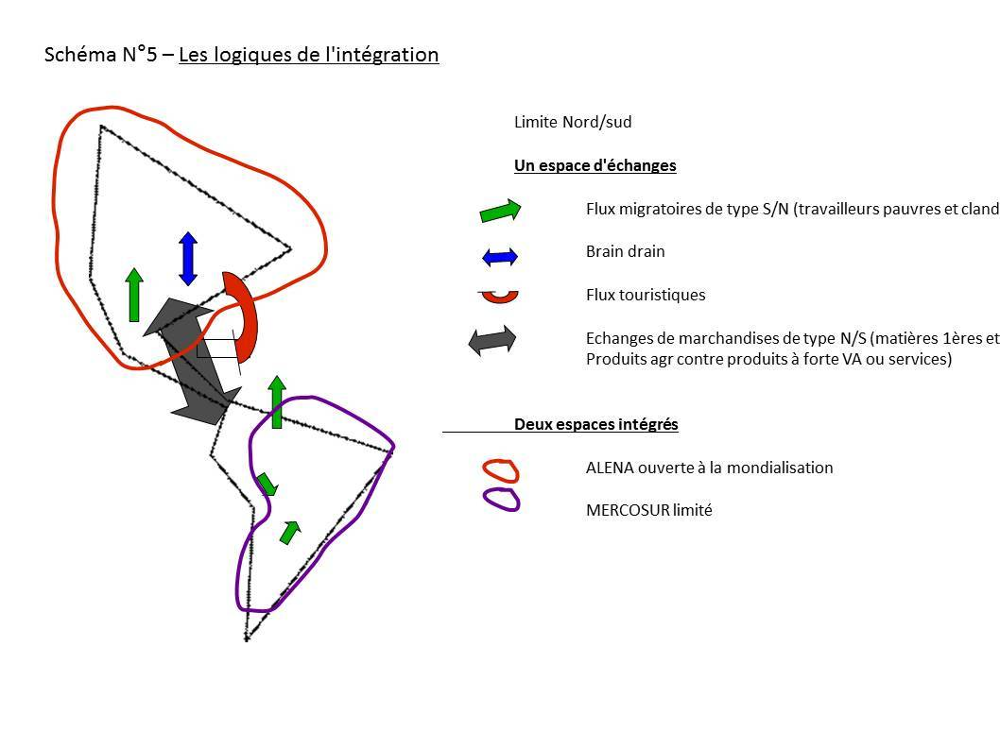 Schéma N°5 – Les logiques de l'intégration
Limite Nord/sud
Un espace d'échanges
Flux migratoires de type S/N (travailleurs pauvres et cland
Brain drain
Flux touristiques
Echanges de marchandises de type N/S (matières 1ères et
Produits agr contre produits à forte VA ou services)
Deux espaces intégrés
ALENA ouverte à la mondialisation
MERCOSUR limité